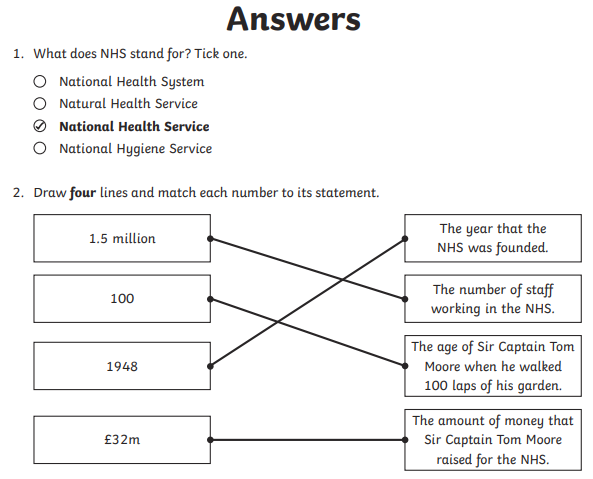 Answers
1. What does NHS stand for? Tick one.
National Health System
Natural Health Service
National Health Service
National Hygiene Service
2. Draw four lines and match each number to its statement.
1.5 million
100
1948
£32m
The year that the
NHS was founded.
The number of staff
working in the NHS.
The age of Sir Captain Tom
Moore when he walked
100 laps of his garden.
The amount of money that
Sir Captain Tom Moore
raised for the NHS.